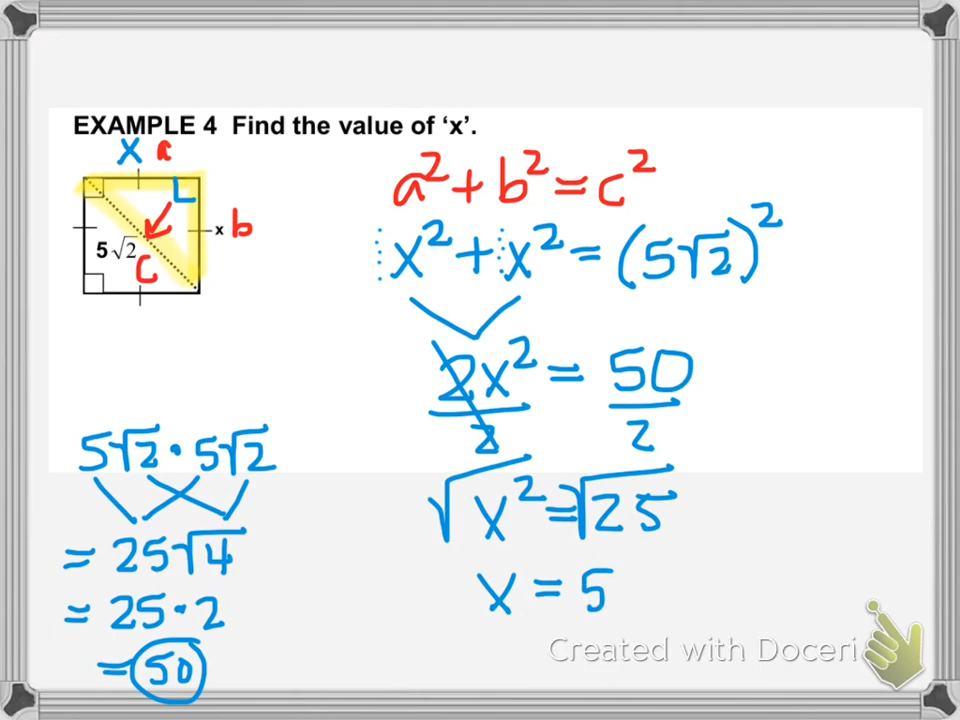 EXAMPLE 4 Find the value of ‘x’.
X a
x b
5√2
C
a² + b² = c²
x² + x² = (5√2)²
2x² = 50
2 2
√x² = √25
x = 5
5√2 · 5√2
= 25√4
= 25 · 2
= 50
Created with Doceri